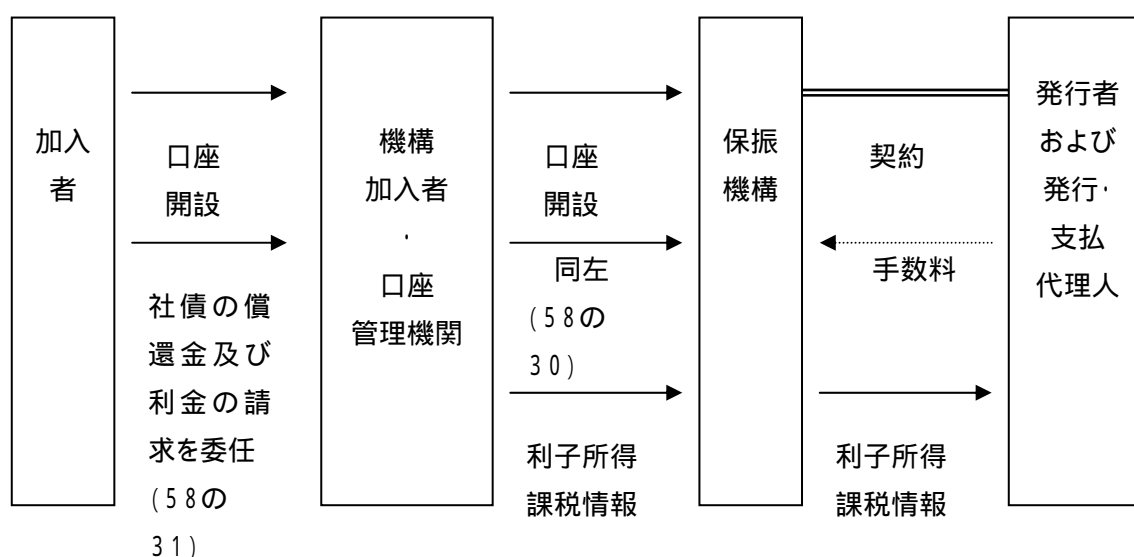 加入
者
口座
開設
社債の償
還金及び
利金の請
求を委任
(58の
31)
機構
加入者
・
口座
管理機関
口座
開設
同左
(58の
30)
利子所得
課税情報
保振
機構
契約
手数料
利子所得
課税情報
発行者
および
発行・
支払
代理人